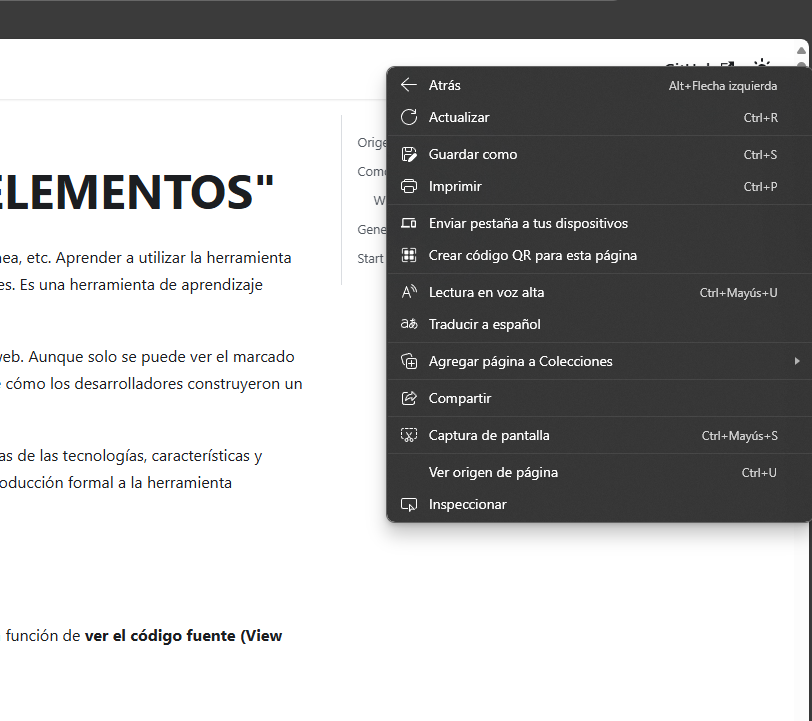 ELEMENTOS"
ea, etc. Aprender a utilizar la herramienta
es. Es una herramienta de aprendizaje
web. Aunque solo se puede ver el marcado
cómo los desarrolladores construyeron un
as de las tecnologías, características y
oducción formal a la herramienta
función de ver el código fuente (View
Orige
Como
W
Gene
Start
Atrás Alt+Flecha izquierda
Actualizar Ctrl+R
Guardar como Ctrl+S
Imprimir Ctrl+P
Enviar pestaña a tus dispositivos
Crear código QR para esta página
Lectura en voz alta Ctrl+Mayús+U
Traducir a español
Agregar página a Colecciones
Compartir
Captura de pantalla Ctrl+Mayús+S
Ver origen de página Ctrl+U
Inspeccionar